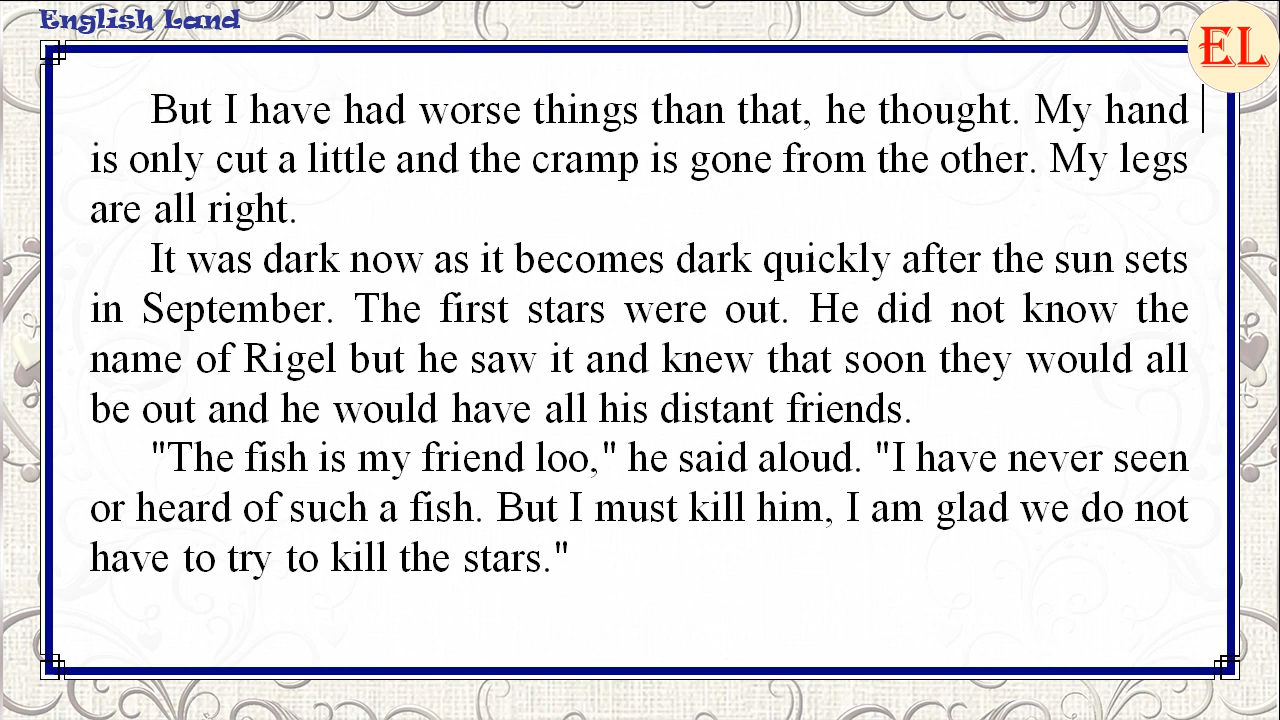 English Land
EL
But I have had worse things than that, he thought. My hand
is only cut a little and the cramp is gone from the other. My legs
are all right.
It was dark now as it becomes dark quickly after the sun sets
in September. The first stars were out. He did not know the
name of Rigel but he saw it and knew that soon they would all
be out and he would have all his distant friends.
"The fish is my friend loo," he said aloud. "I have never seen
or heard of such a fish. But I must kill him, I am glad we do not
have to try to kill the stars."